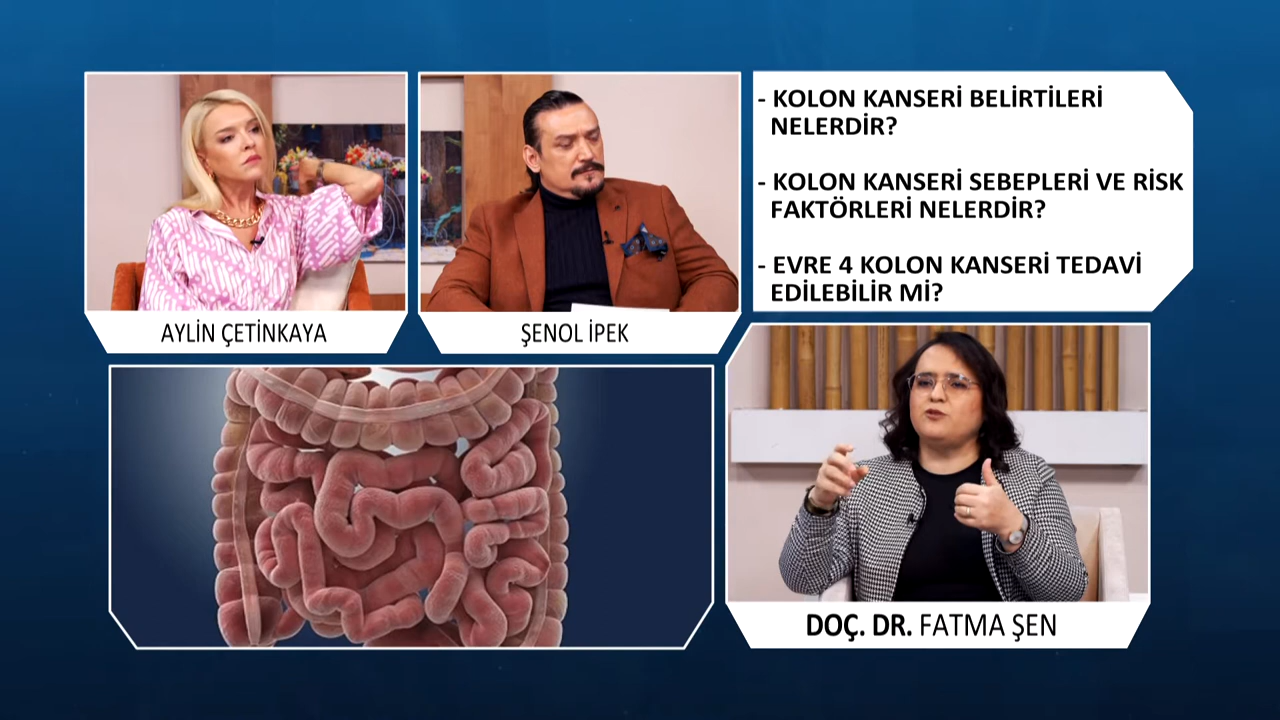 - KOLON KANSERİ BELİRTİLERİ
NELERDİR?
- KOLON KANSERİ SEBEPLERİ VE RİSK
FAKTÖRLERİ NELERDİR?
- EVRE 4 KOLON KANSERİ TEDAVİ
EDİLEBİLİR Mİ?
AYLİN ÇETİNKAYA
ŞENOL İPEK
DOÇ. DR. FATMA ŞEN